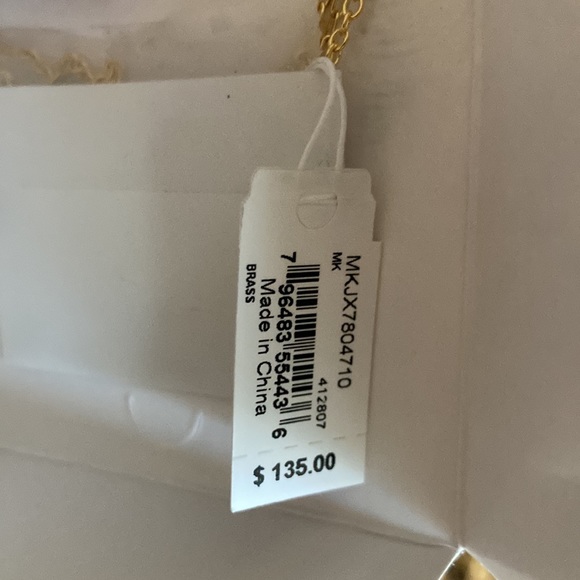 MKJX7804710
MK
412807
7 96483 55443 6
Made in China
BRASS
$ 135.00